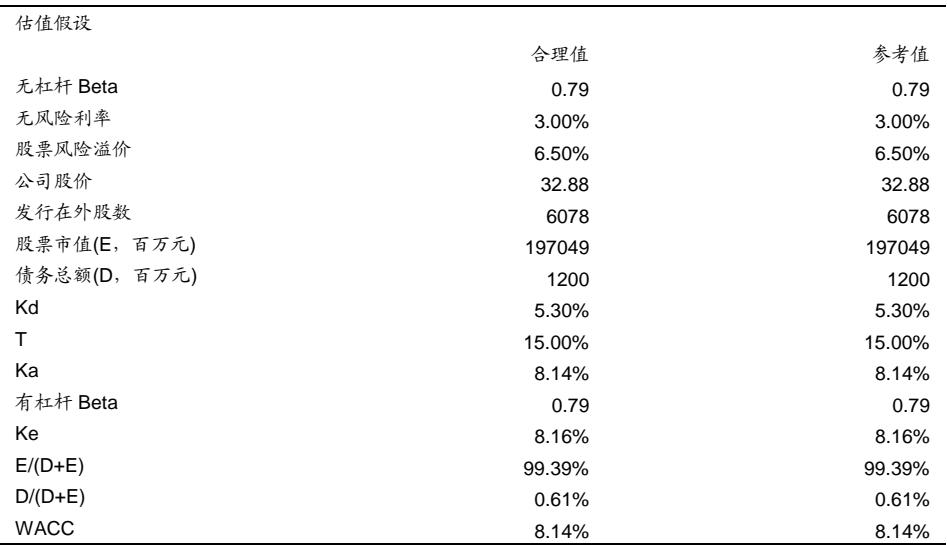 估值假设
合理值 参考值
无杠杆 Beta 0.79 0.79
无风险利率 3.00% 3.00%
股票风险溢价 6.50% 6.50%
公司股价 32.88 32.88
发行在外股数 6078 6078
股票市值(E，百万元) 197049 197049
债务总额(D，百万元) 1200 1200
Kd 5.30% 5.30%
T 15.00% 15.00%
Ka 8.14% 8.14%
有杠杆 Beta 0.79 0.79
Ke 8.16% 8.16%
E/(D+E) 99.39% 99.39%
D/(D+E) 0.61% 0.61%
WACC 8.14% 8.14%